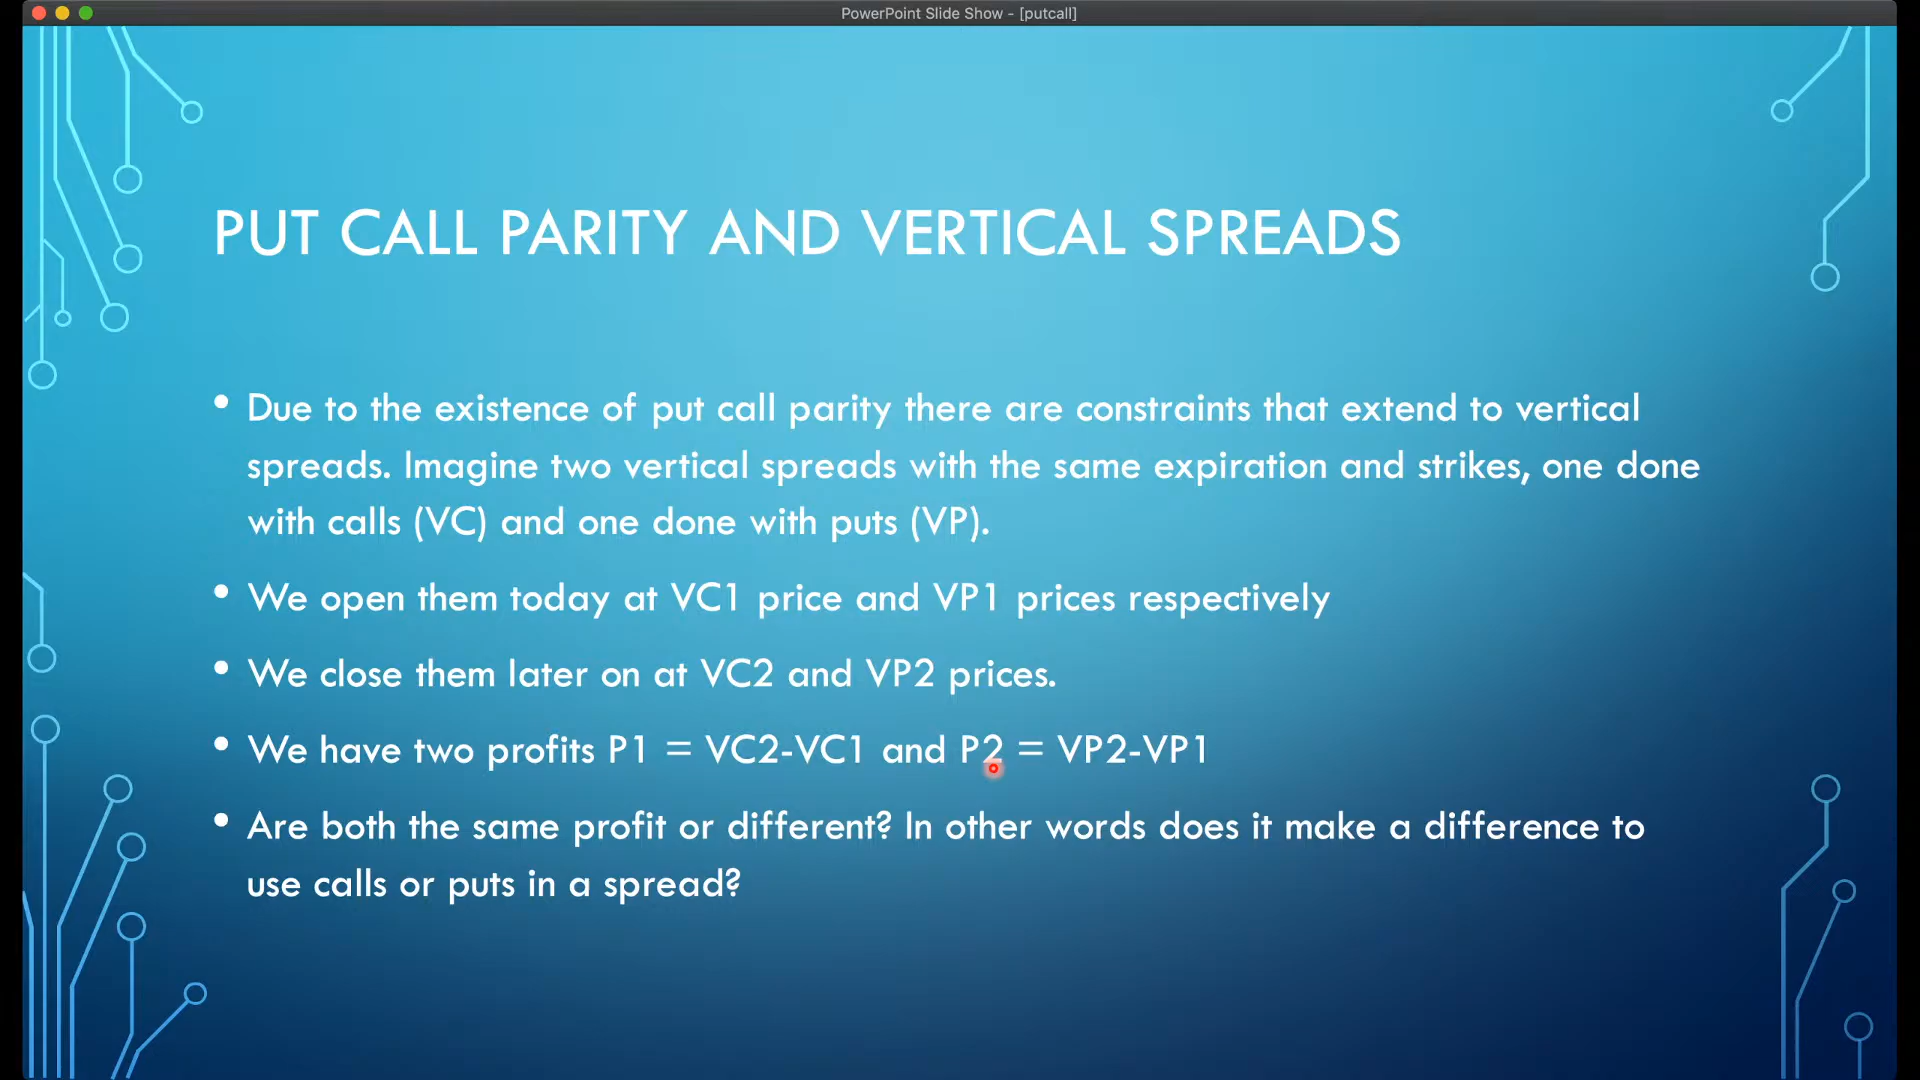 PowerPoint Slide Show - [putcall]
PUT CALL PARITY AND VERTICAL SPREADS
• Due to the existence of put call parity there are constraints that extend to vertical
spreads. Imagine two vertical spreads with the same expiration and strikes, one done
with calls (VC) and one done with puts (VP).
• We open them today at VC1 price and VP1 prices respectively
• We close them later on at VC2 and VP2 prices.
• We have two profits P1 = VC2-VC1 and P2 = VP2-VP1
• Are both the same profit or different? In other words does it make a difference to
use calls or puts in a spread?